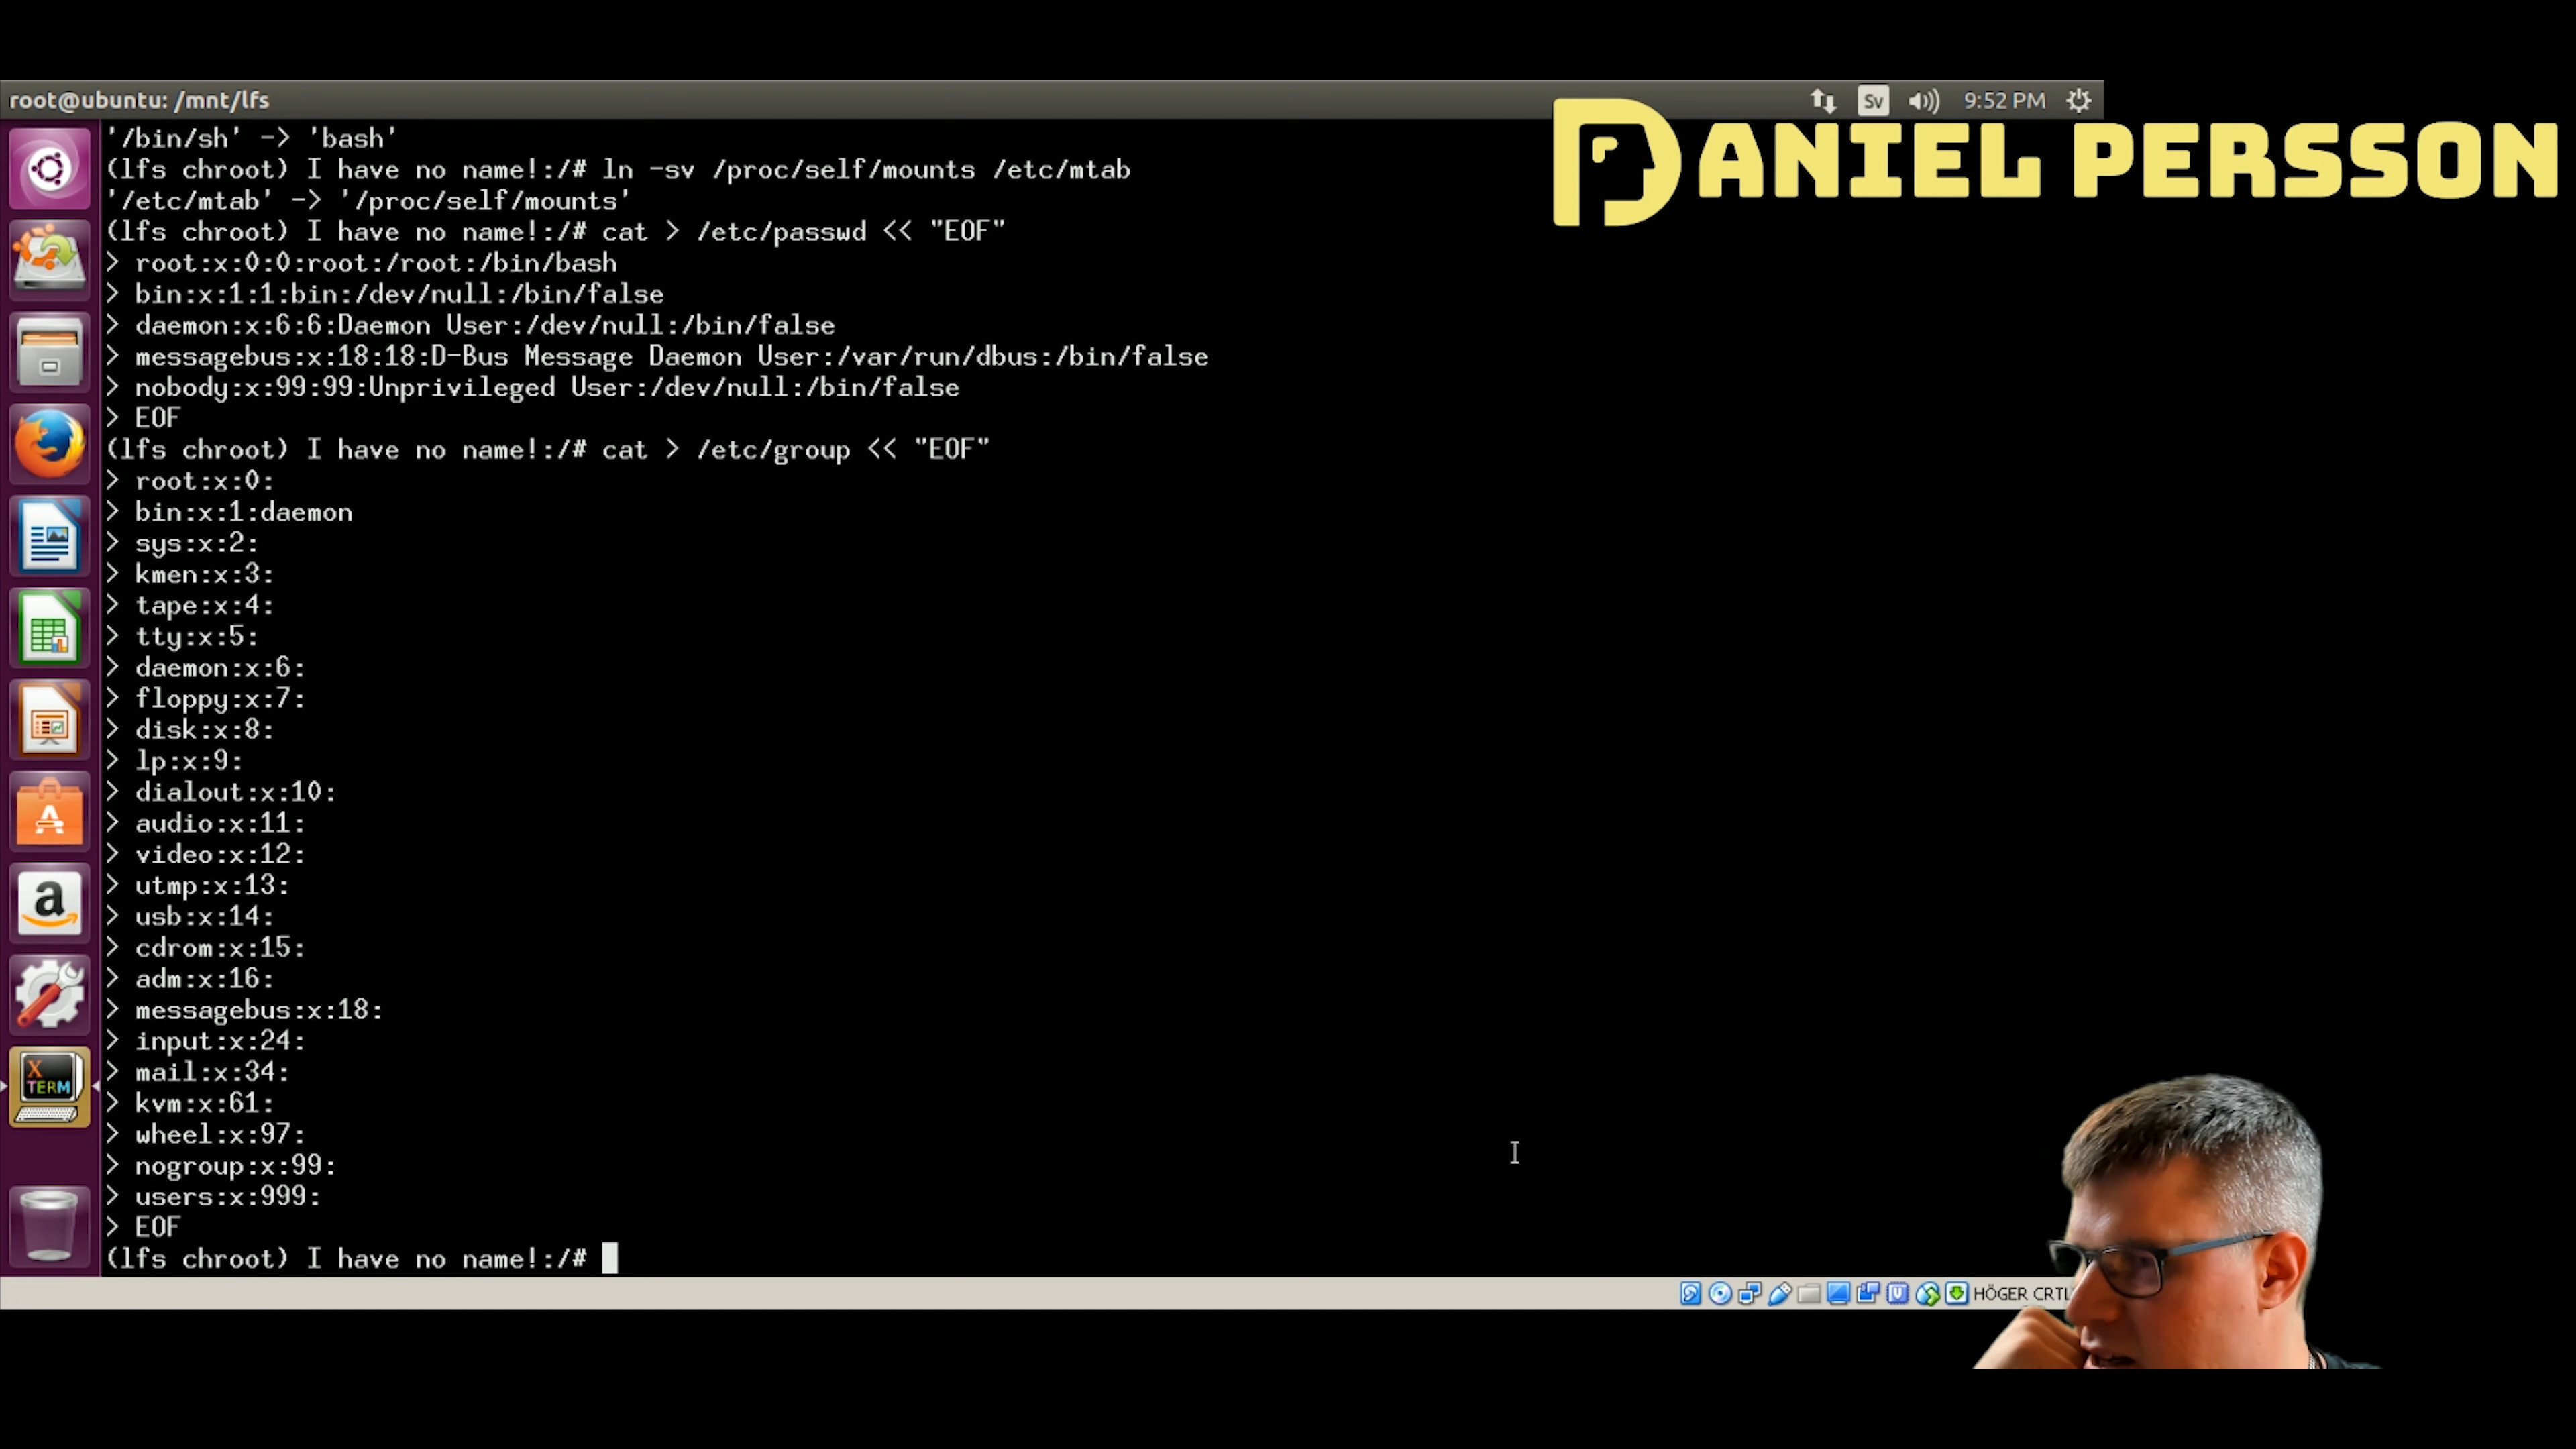 root@ubuntu: /mnt/lfs
Sv
9:52 PM
DANIEL PERSSON
'/bin/sh' -> 'bash'
(lfs chroot) I have no name!:/# ln -sv /proc/self/mounts /etc/mtab
'/etc/mtab' -> '/proc/self/mounts'
(lfs chroot) I have no name!:/# cat > /etc/passwd << "EOF"
> root:x:0:0:root:/root:/bin/bash
> bin:x:1:1:bin:/dev/null:/bin/false
> daemon:x:6:6:Daemon User:/dev/null:/bin/false
> messagebus:x:18:18:D-Bus Message Daemon User:/var/run/dbus:/bin/false
> nobody:x:99:99:Unprivileged User:/dev/null:/bin/false
> EOF
(lfs chroot) I have no name!:/# cat > /etc/group << "EOF"
> root:x:0:
> bin:x:1:daemon
> sys:x:2:
> kmen:x:3:
> tape:x:4:
> tty:x:5:
> daemon:x:6:
> floppy:x:7:
> disk:x:8:
> lp:x:9:
> dialout:x:10:
> audio:x:11:
> video:x:12:
> utmp:x:13:
> usb:x:14:
> cdrom:x:15:
> adm:x:16:
> messagebus:x:18:
> input:x:24:
> mail:x:34:
> kvm:x:61:
> wheel:x:97:
> nogroup:x:99:
> users:x:999:
> EOF
(lfs chroot) I have no name!:/#
X TERM
HÖGER CRTL